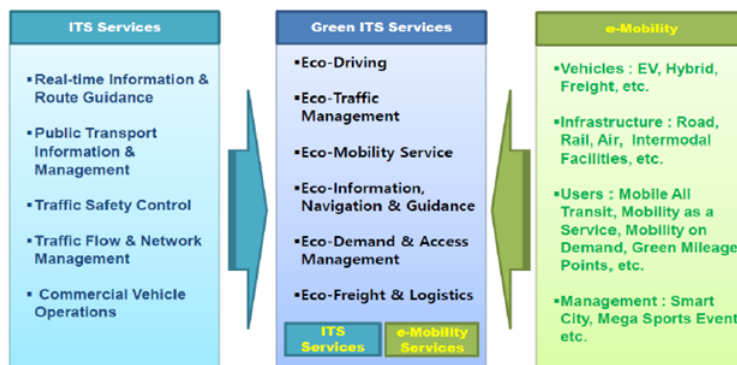 ITS Services
▪Real-time Information &
Route Guidance
▪Public Transport
Information &
Management
▪Traffic Safety Control
▪Traffic Flow & Network
Management
▪ Commercial Vehicle
Operations
Green ITS Services
▪Eco-Driving
▪Eco-Traffic
Management
▪Eco-Mobility Service
▪Eco-Information,
Navigation & Guidance
▪Eco-Demand & Access
Management
▪Eco-Freight & Logistics
ITS
Services
e-Mobility
Services
e-Mobility
▪Vehicles : EV, Hybrid,
Freight, etc.
▪Infrastructure : Road,
Rail, Air, Intermodal
Facilities, etc.
▪Users : Mobile All
Transit, Mobility as a
Service, Mobility on
Demand, Green Mileage
Points, etc.
▪Management : Smart
City, Mega Sports Event
etc.